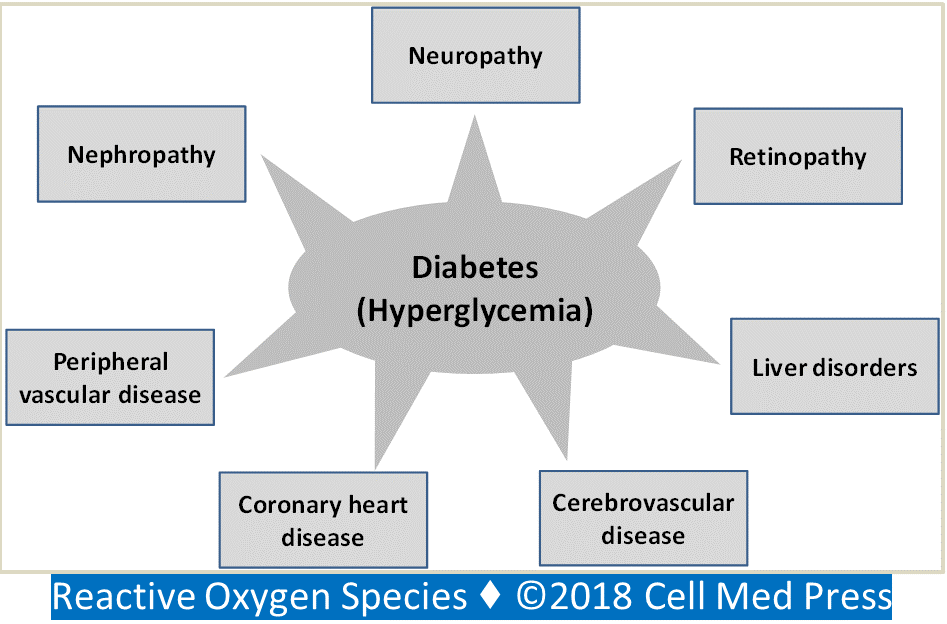 Neuropathy
Nephropathy
Retinopathy
Diabetes
(Hyperglycemia)
Peripheral
vascular disease
Liver disorders
Coronary heart
disease
Cerebrovascular
disease
Reactive Oxygen Species ♦ ©2018 Cell Med Press